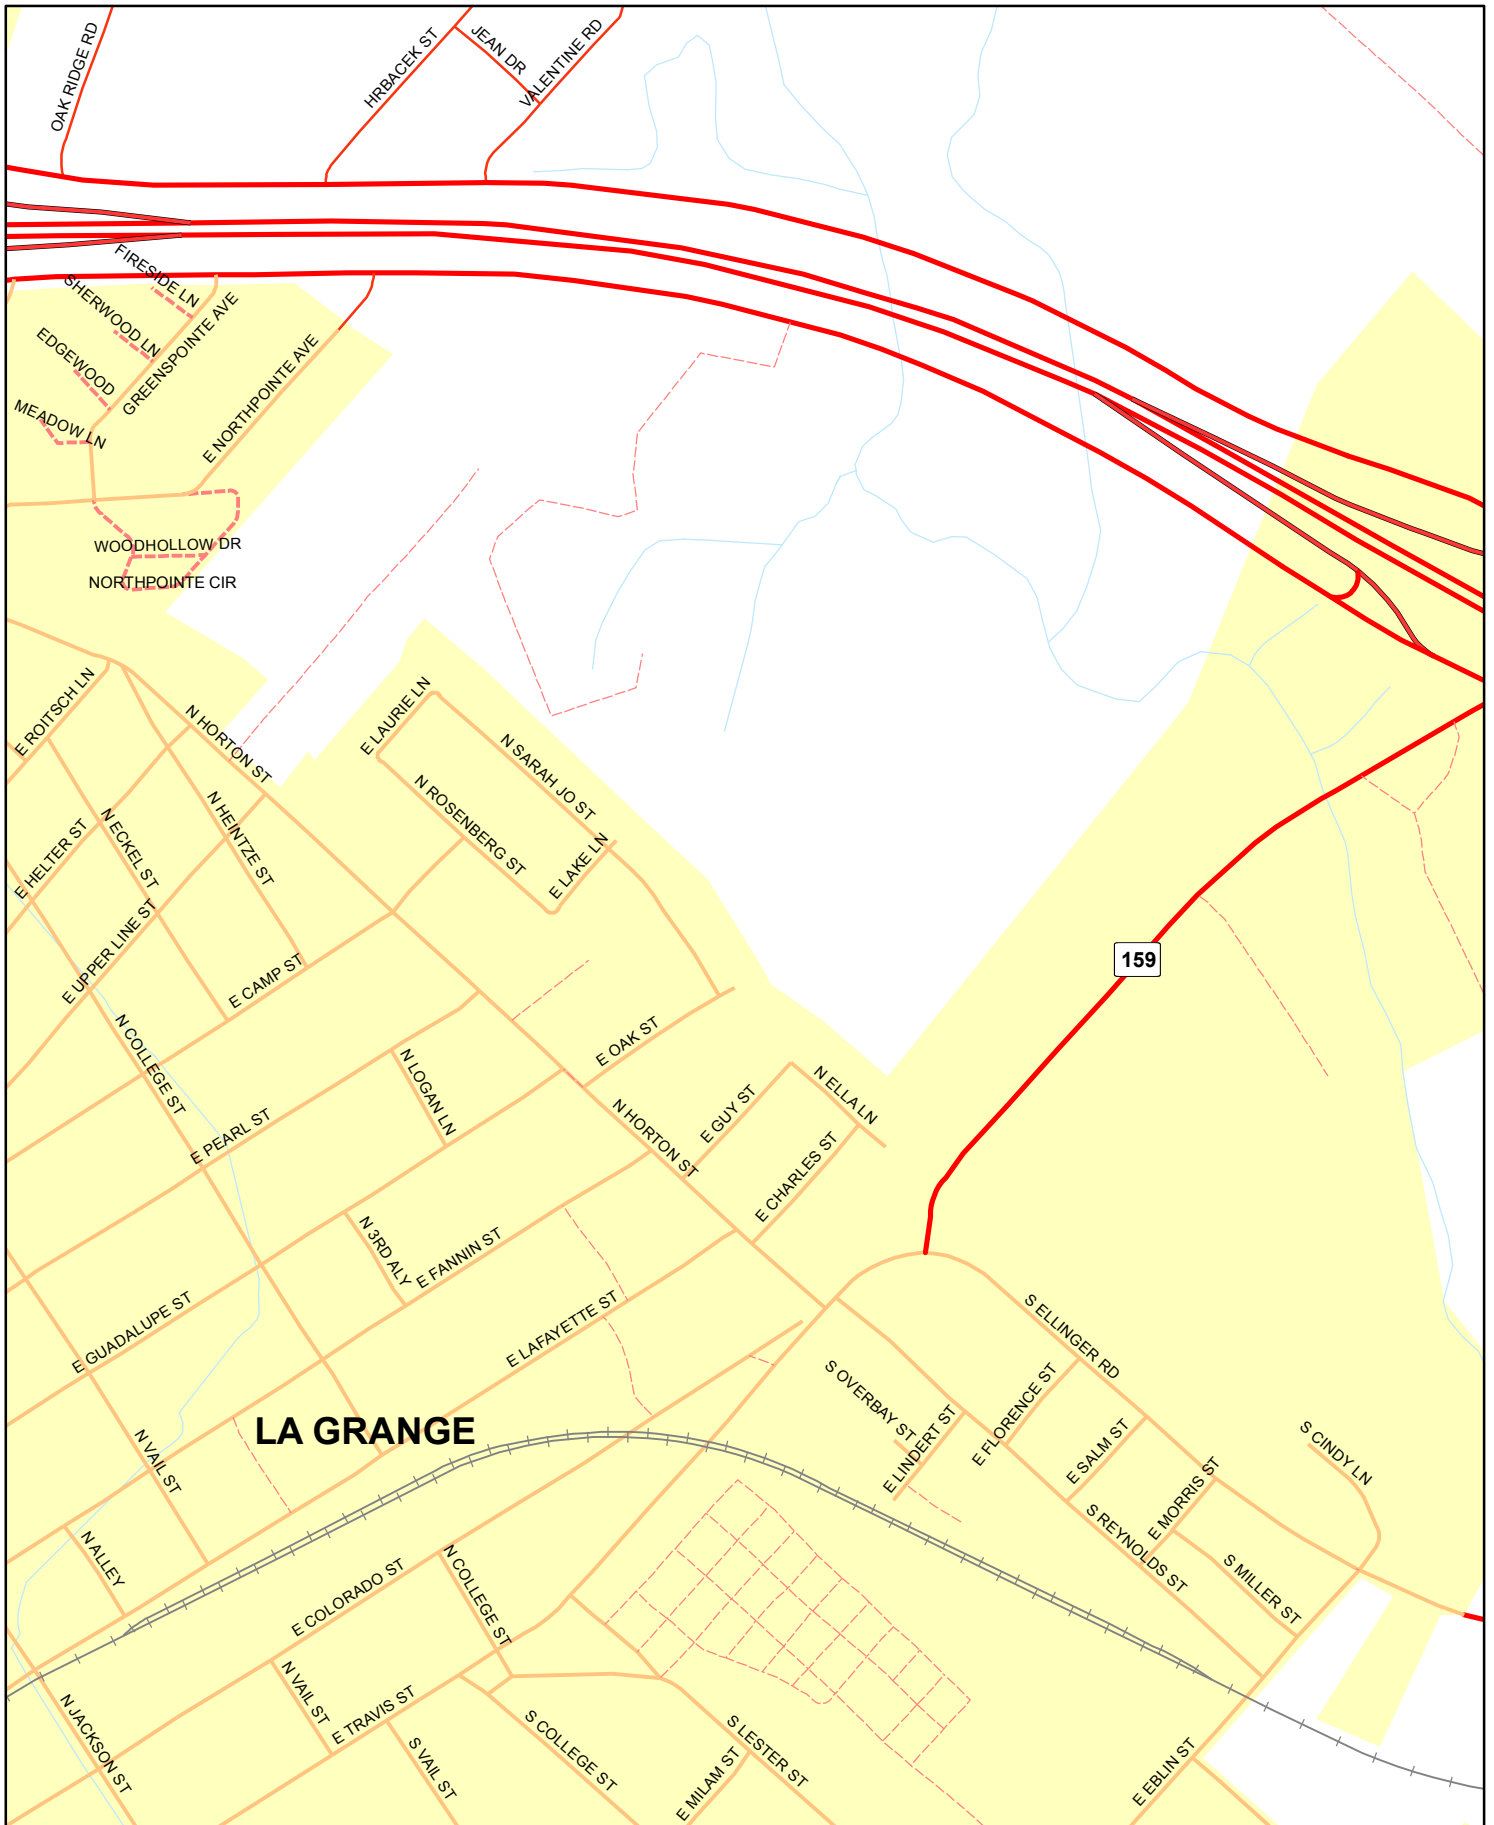 OAK RIDGE RD
HRBACEK ST
JEAN DR
VALENTINE RD
FIRESIDE LN
SHERWOOD LN
GREENSPOINTE AVE
EDGEWOOD
MEADOW LN
E NORTHPOINTE AVE
WOODHOLLOW DR
NORTHPOINTE CIR
E ROITSCH LN
N HORTON ST
E LAURIE LN
N SARAH JO ST
N ROSENBERG ST
E LAKE LN
N HEINTZE ST
N ECKEL ST
E HELTER ST
E UPPER LINE ST
E CAMP ST
159
N COLLEGE ST
N LOGAN LN
E OAK ST
E PEARL ST
N HORTON ST
E GUY ST
N ELLA LN
E CHARLES ST
N 3RD ALY
E FANNIN ST
E GUADALUPE ST
E LAFAYETTE ST
S ELLINGER RD
S OVERBAY ST
E LINDERT ST
E FLORENCE ST
E SALM ST
S CINDY LN
LA GRANGE
N VAIL ST
E MORRIS ST
S REYNOLDS ST
S MILLER ST
N ALLEY
E COLORADO ST
N COLLEGE ST
N VAIL ST
E TRAVIS ST
N JACKSON ST
S VAIL ST
S COLLEGE ST
S LESTER ST
E MILAM ST
E EBLIN ST